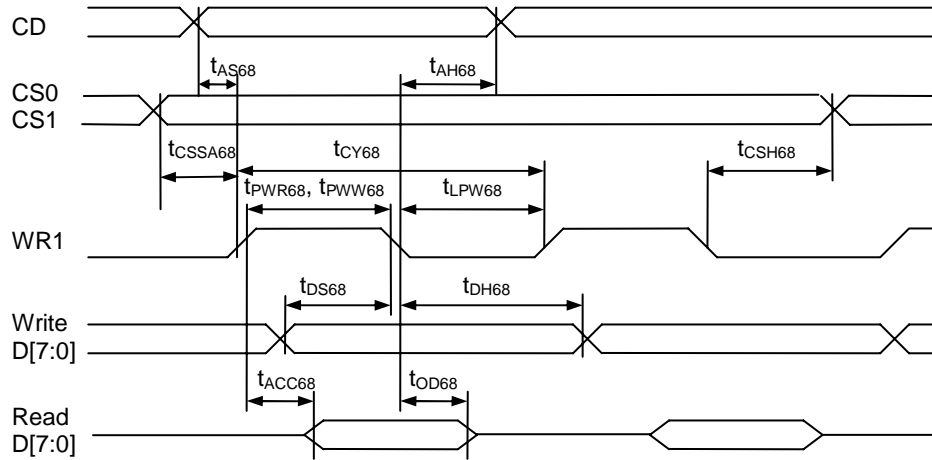 CD
tAS68 tAH68
CS0
CS1
tCSSA68 tCY68 tCSH68
tPWR68, tPWW68 tLPW68
WR1
tDS68 tDH68
Write
D[7:0]
tACC68 tOD68
Read
D[7:0]